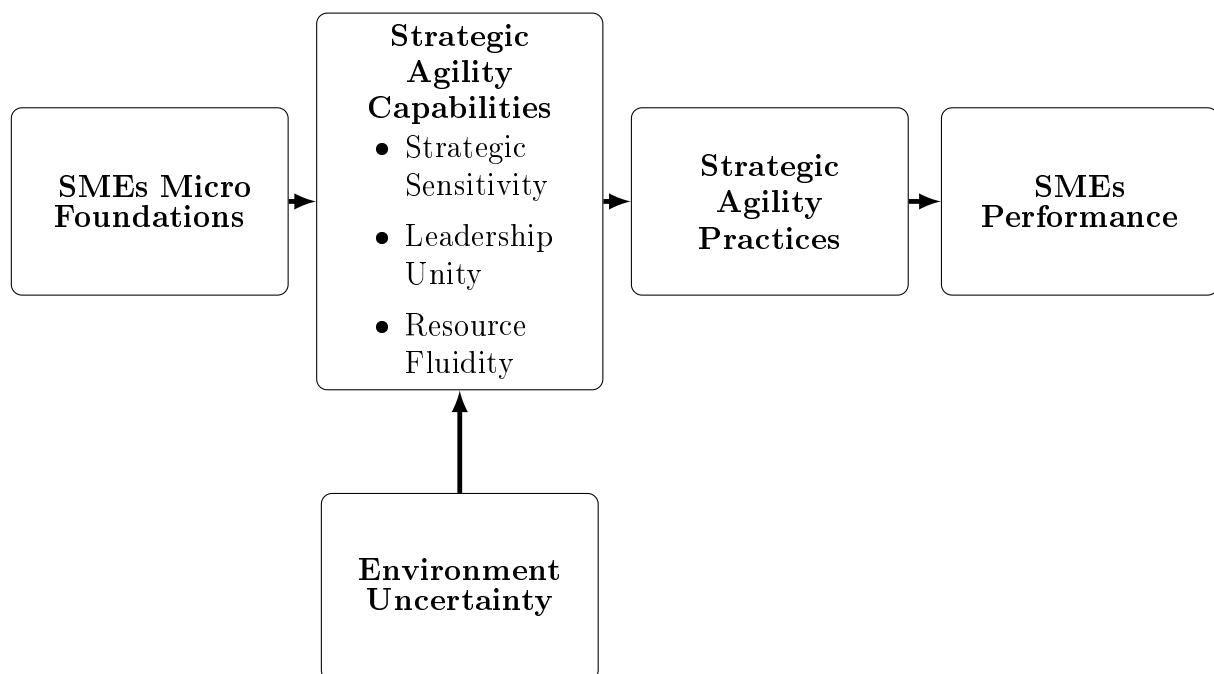 SMEs Micro
Foundations
Strategic
Agility
Capabilities
• Strategic
Sensitivity
• Leadership
Unity
• Resource
Fluidity
Strategic
Agility
Practices
SMEs
Performance
Environment
Uncertainty